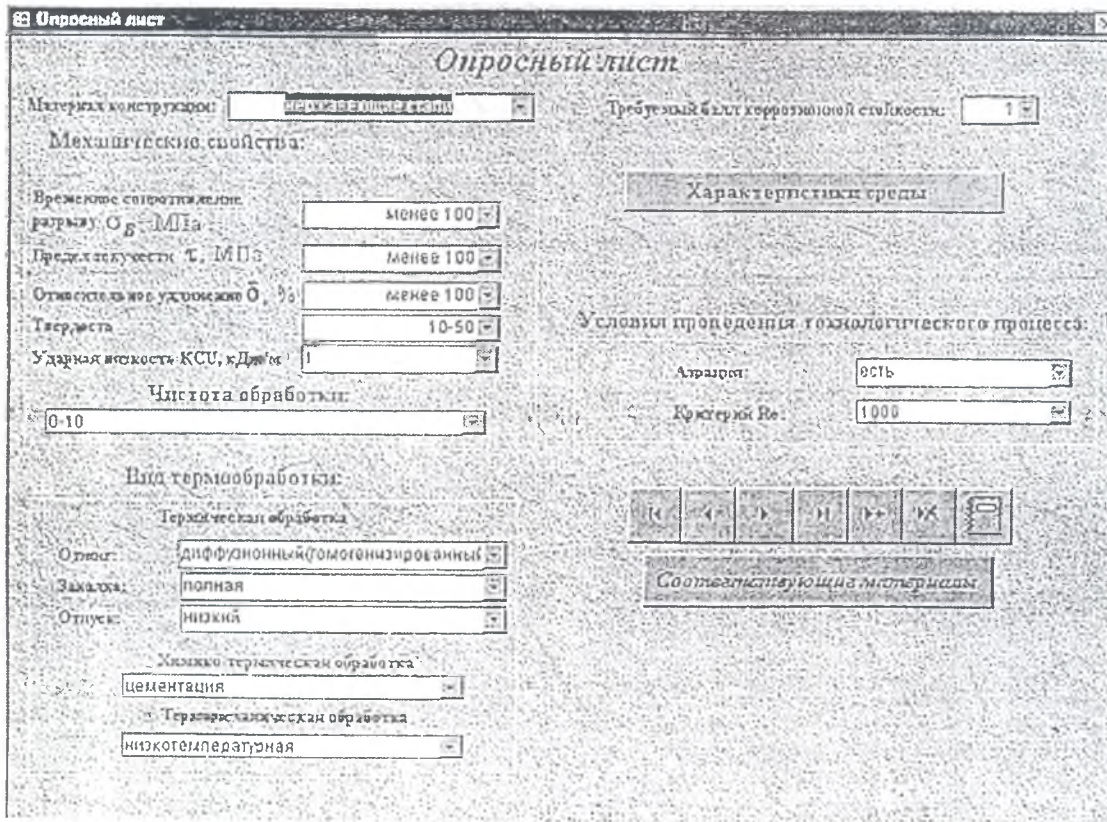 Опросный лист
Опросный лист
Материал конструкции: нержавеющие стали
Требуемый балл коррозионной стойкости: 1
Механические свойства:
Характеристики среды
Временное сопротивление
разрыву σ_B - МПа
менее 100
Предел текучести τ, МПа менее 100
Относительное удлинение δ, % менее 100
Твердость 10-50
Ударная вязкость KCU, кДж/м 1
Условия проведения технологического процесса:
Аэрация: есть
Критерий Re: 1000
Чистота обработки:
0-10
Вид термообработки:
Термическая обработка
Отжиг: диффузионный(гомогенизированный
Закалка: полная
Отпуск: низкий
Соответствующие материалы
Химико-термическая обработка
цементация
Термомеханическая обработка
низкотемпературная